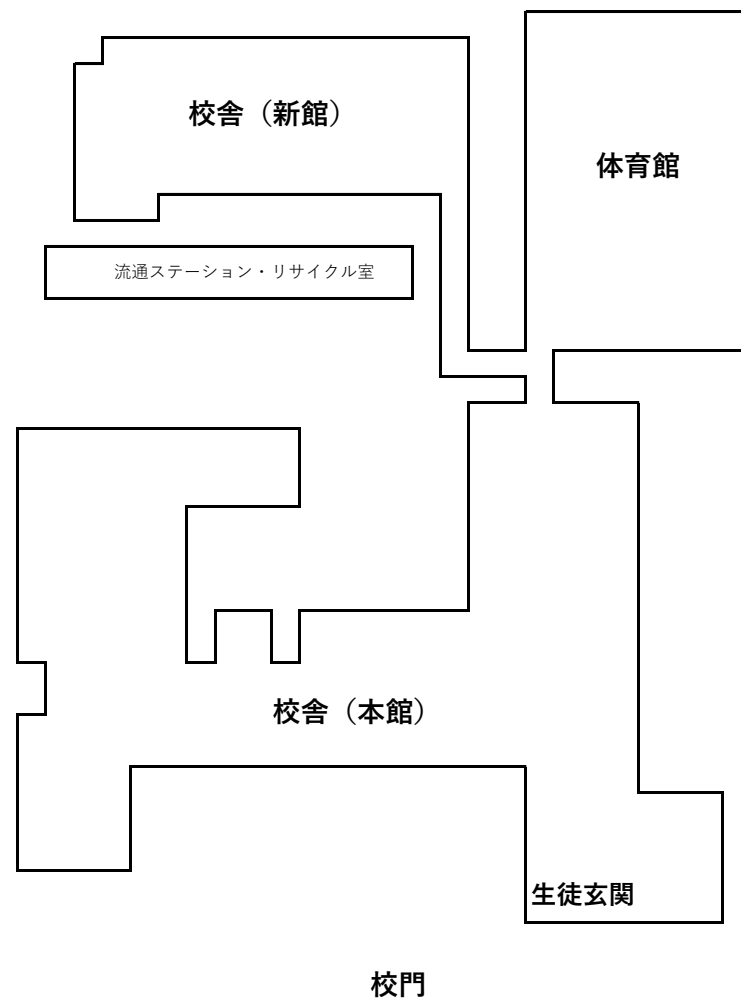 校舎（新館）
体育館
流通ステーション・リサイクル室
校舎（本館）
生徒玄関
校門